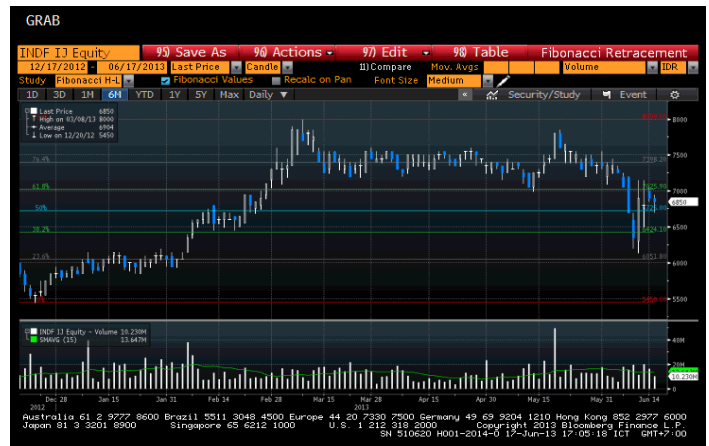 GRAB
INDF IJ Equity 95) Save As 96) Actions 97) Edit 98) Table Fibonacci Retracement
12/17/2012 - 06/17/2013 Last Price Candle 11) Compare Mov. Avgs Volume IDR
Study Fibonacci H-L Fibonacci Values Recalc on Pan Font Size Medium
1D 3D 1M 6M YTD 1Y 5Y Max Daily ▼ « Security/Study Event
Last Price 6850
High on 03/08/13 8000
Average 6904
Low on 12/20/12 5450
8000
76.4% 7398.20 7500
61.8% 7000
50% 6850
38.2% 6424.10 6500
23.6% 6051.80 6000
5500
INDF IJ Equity - Volume 10.230M
SMAVG (15) 13.647M
40M
20M
10.230M
0
Dec 28 Jan 15 Jan 31 Feb 14 Feb 28 Mar 15 Mar 28 Apr 15 Apr 30 May 15 May 31 Jun 14
2012 2013
Australia 61 2 9777 8600 Brazil 5511 3048 4500 Europe 44 20 7330 7500 Germany 49 69 9204 1210 Hong Kong 852 2977 6000
Japan 81 3 3201 8900 Singapore 65 6212 1000 U.S. 1 212 318 2000 Copyright 2013 Bloomberg Finance L.P.
SN 510620 H001-2014-0 17-Jun-13 17:05:18 ICT GMT+7:00